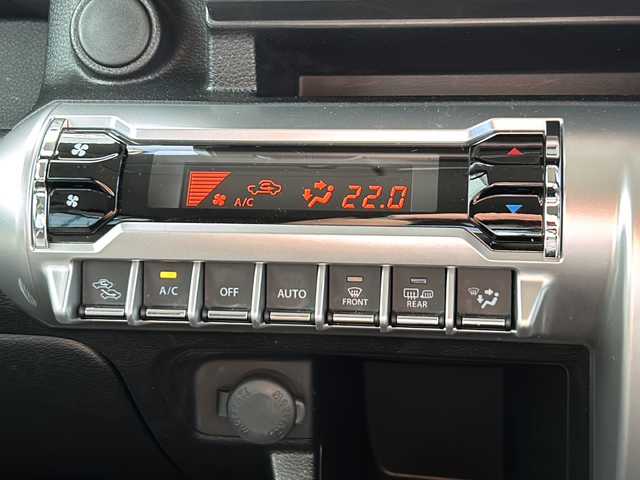 A/C 22.0
A/C OFF AUTO FRONT REAR